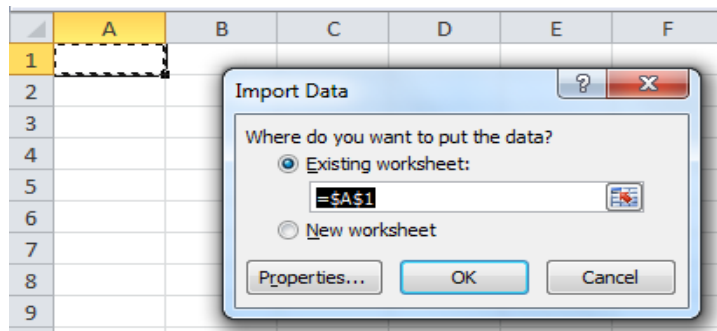 A B C D E F
1
2
3
4
5
6
7
8
9
Import Data ? X
Where do you want to put the data?
Existing worksheet:
=$A$1
New worksheet
Properties... OK Cancel